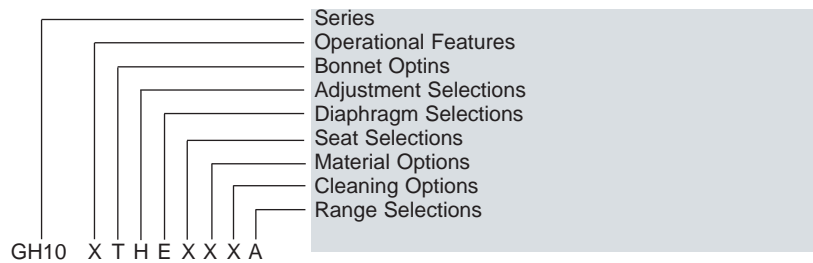 Series
Operational Features
Bonnet Optins
Adjustment Selections
Diaphragm Selections
Seat Selections
Material Options
Cleaning Options
Range Selections
GH10 X T H E X X X A